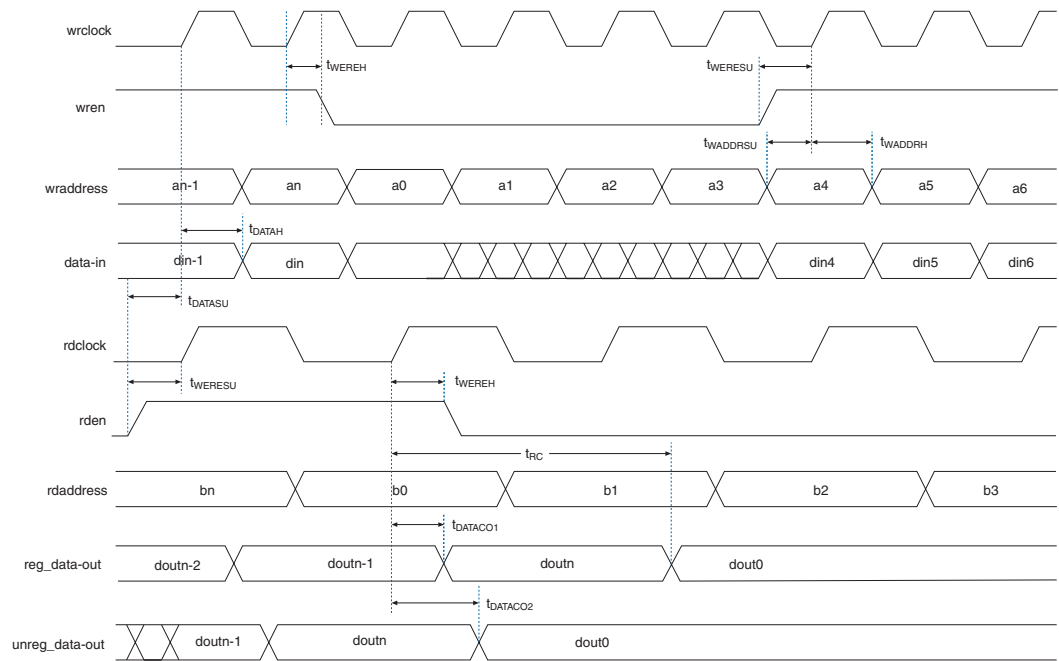 wrclock
tWEREH
tWERESU
wren
tWADDRSU
tWADDRH
wraddress
an-1 an a0 a1 a2 a3 a4 a5 a6
tDATAH
data-in
din-1 din din4 din5 din6
tDATASU
rdclock
tWERESU
tWEREH
rden
tRC
rdaddress
bn b0 b1 b2 b3
tDATACO1
reg_data-out
doutn-2 doutn-1 doutn dout0
tDATACO2
unreg_data-out
doutn-1 doutn dout0